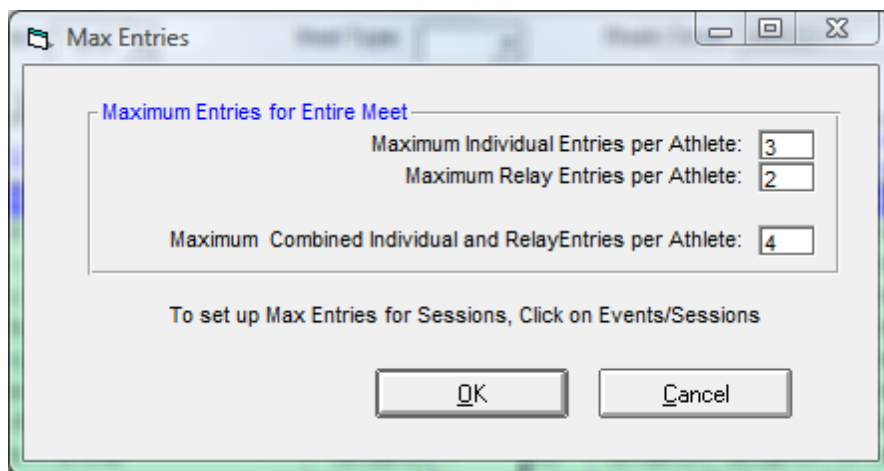 Max Entries
Maximum Entries for Entire Meet
Maximum Individual Entries per Athlete: 3
Maximum Relay Entries per Athlete: 2
Maximum Combined Individual and RelayEntries per Athlete: 4
To set up Max Entries for Sessions, Click on Events/Sessions
OK Cancel